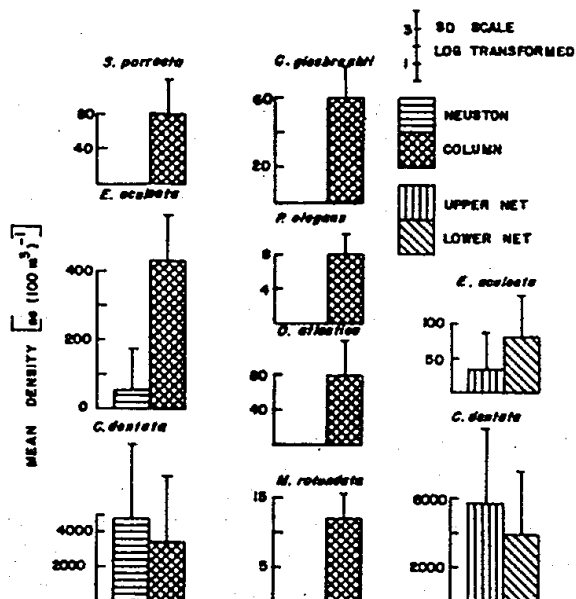 3 SD SCALE
1 LOG TRANSFORMED
NEUSTON
COLUMN
UPPER NET
LOWER NET
MEAN DENSITY [no (100 m³)⁻¹]
80
40
E. aculeata
400
200
0
C. dentata
4000
2000
60
20
P. elegans
8
4
D. atlantica
80
40
M. rotundata
15
5
E. aculeata
100
50
C. dentata
6000
2000